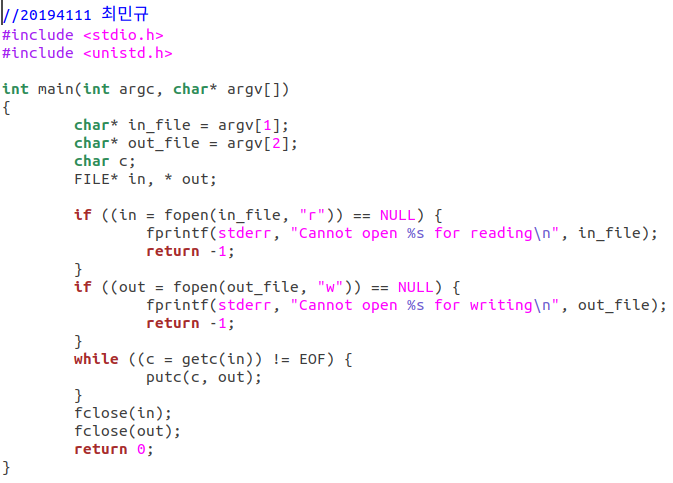 //20194111 최민규
#include <stdio.h>
#include <unistd.h>

int main(int argc, char* argv[])
{
        char* in_file = argv[1];
        char* out_file = argv[2];
        char c;
        FILE* in, * out;

        if ((in = fopen(in_file, "r")) == NULL) {
                fprintf(stderr, "Cannot open %s for reading\n", in_file);
                return -1;
        }
        if ((out = fopen(out_file, "w")) == NULL) {
                fprintf(stderr, "Cannot open %s for writing\n", out_file);
                return -1;
        }
        while ((c = getc(in)) != EOF) {
                putc(c, out);
        }
        fclose(in);
        fclose(out);
        return 0;
}